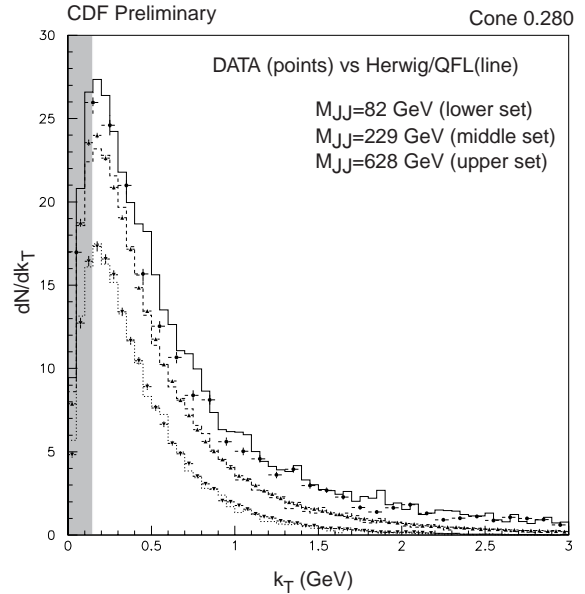 CDF Preliminary Cone 0.280
DATA (points) vs Herwig/QFL(line)
MJJ=82 GeV (lower set)
MJJ=229 GeV (middle set)
MJJ=628 GeV (upper set)
dN/dkT
30
25
20
15
10
5
0
0 0.5 1 1.5 2 2.5 3
kT (GeV)